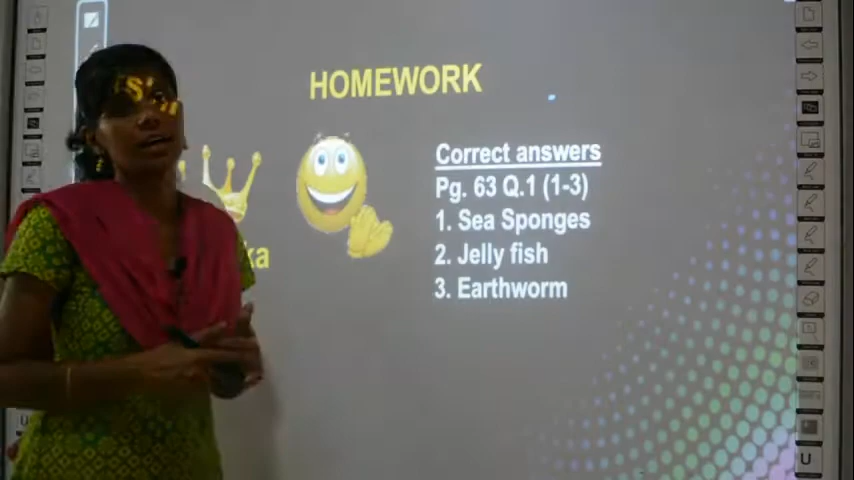 HOMEWORK
Correct answers
Pg. 63 Q.1 (1-3)
1. Sea Sponges
2. Jelly fish
3. Earthworm